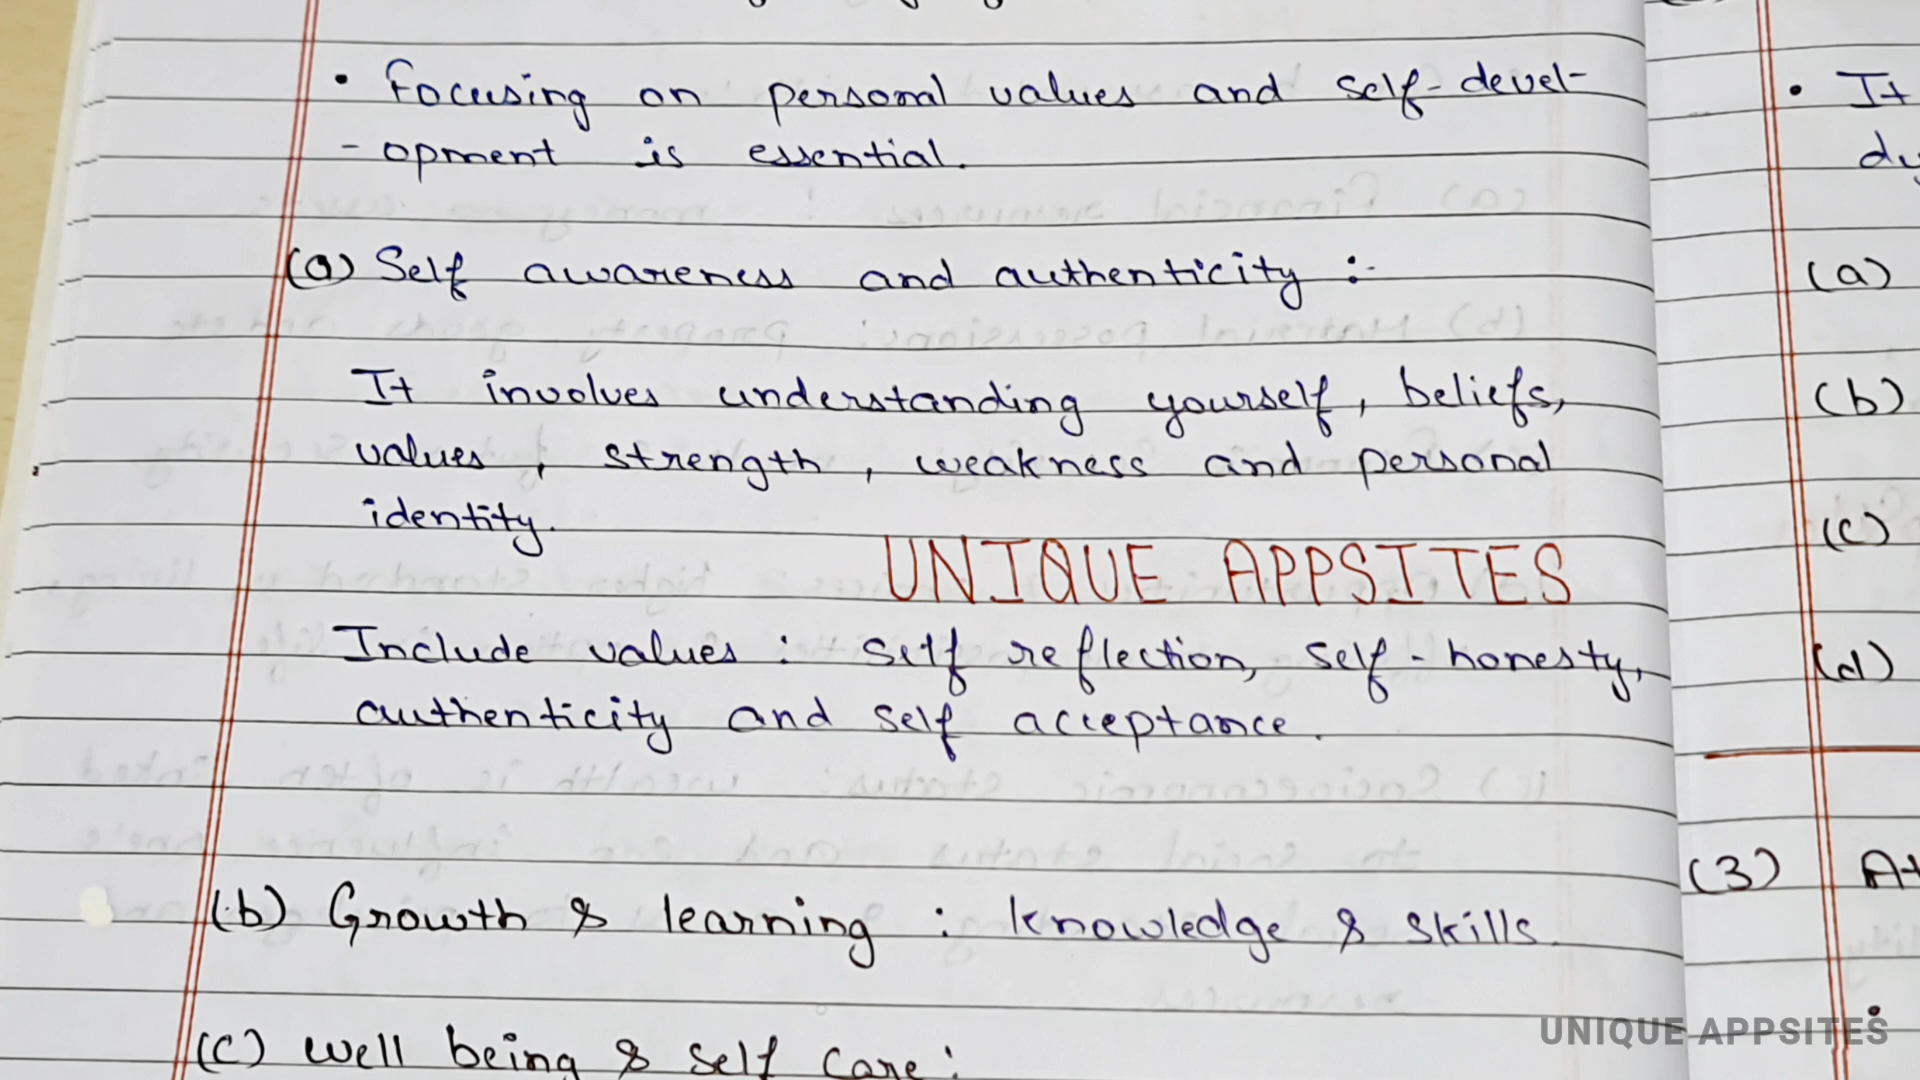 • Focusing on personal values and self-devel-
- opment is essential.
(a) Self awareness and authenticity :-
It involves understanding yourself, beliefs,
values, strength, weakness and personal
identity.
UNIQUE APPSITES
Include values : Self reflection, self-honesty,
authenticity and self acceptance.
(b) Growth & learning : knowledge & skills.
(c) well being & self care :
• It
(a)
(b)
(c)
(d)
(3) At
UNIQUE APPSITES